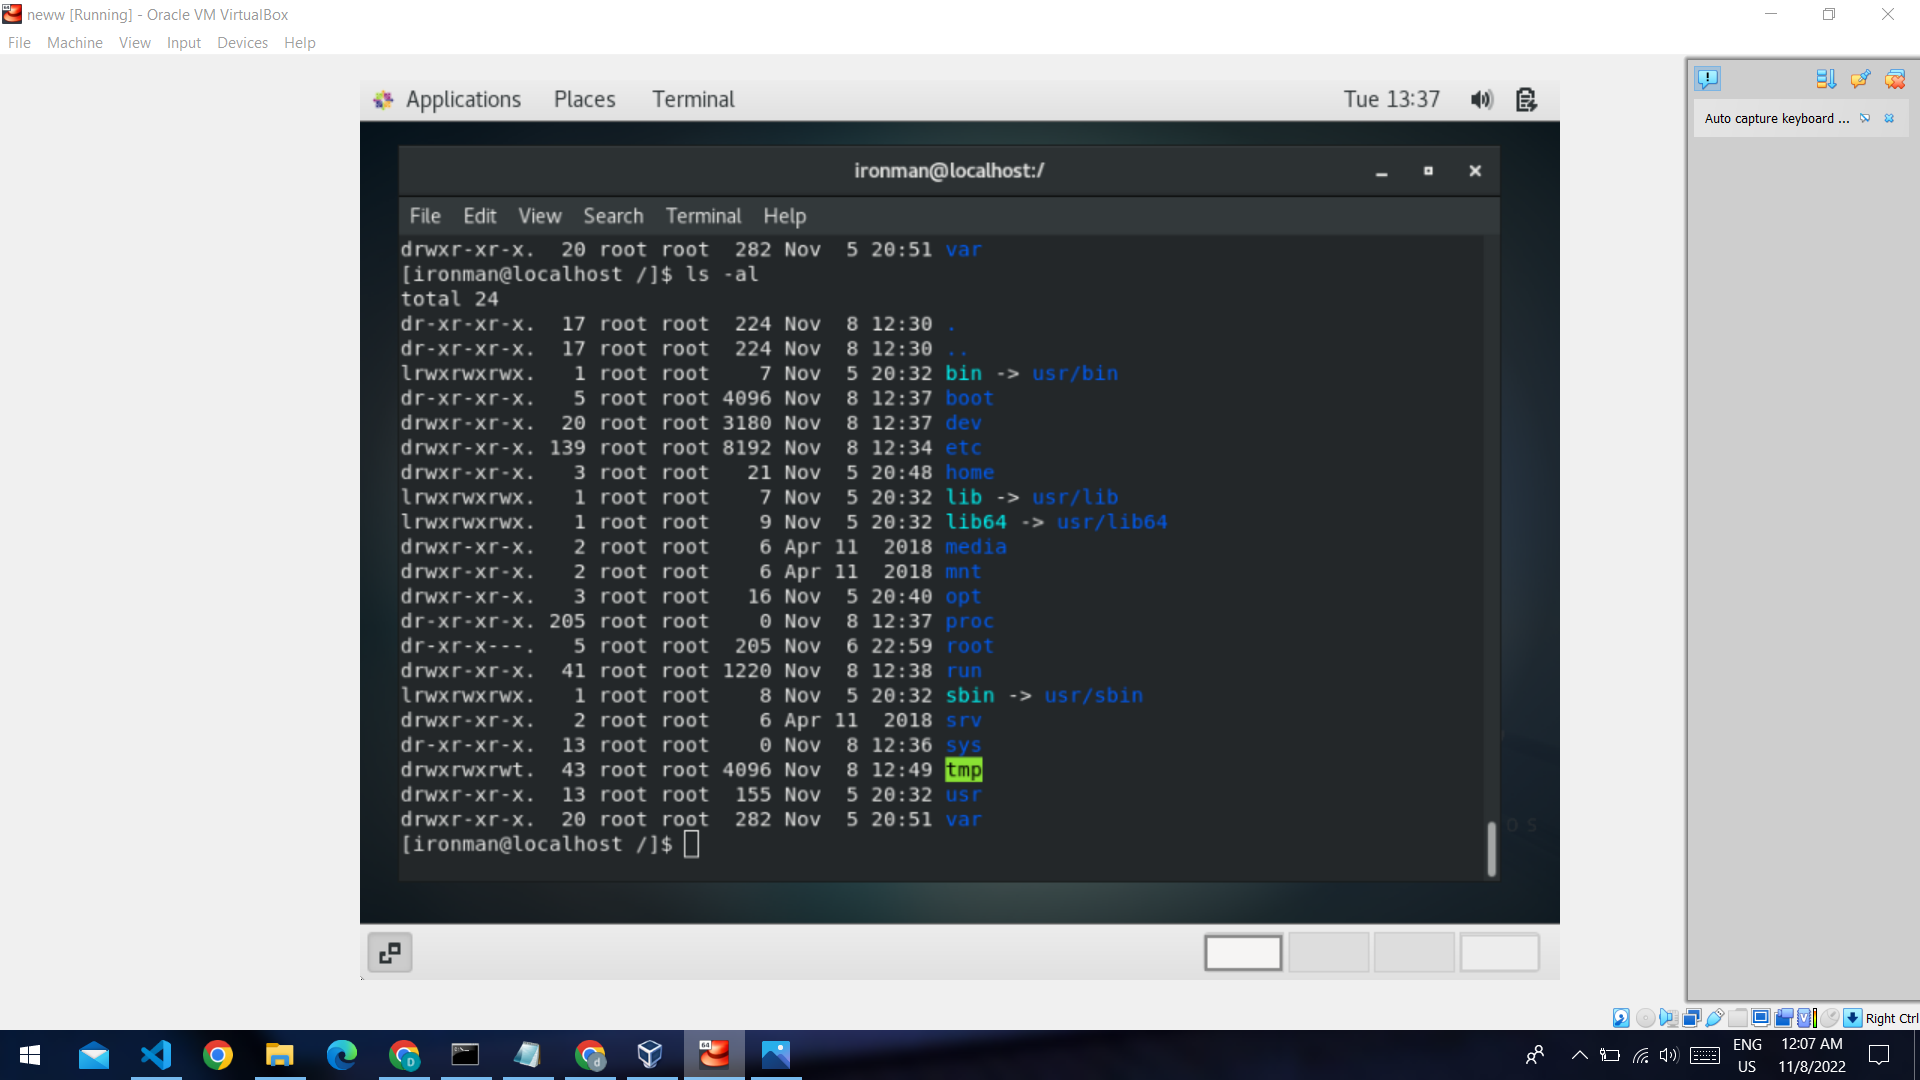 neww [Running] - Oracle VM VirtualBox
File Machine View Input Devices Help
Applications Places Terminal Tue 13:37
Auto capture keyboard ...
ironman@localhost:/
File Edit View Search Terminal Help
drwxr-xr-x. 20 root root 282 Nov 5 20:51 var
[ironman@localhost /]$ ls -al
total 24
dr-xr-xr-x. 17 root root 224 Nov 8 12:30 .
dr-xr-xr-x. 17 root root 224 Nov 8 12:30 ..
lrwxrwxrwx. 1 root root 7 Nov 5 20:32 bin -> usr/bin
dr-xr-xr-x. 5 root root 4096 Nov 8 12:37 boot
drwxr-xr-x. 20 root root 3180 Nov 8 12:37 dev
drwxr-xr-x. 139 root root 8192 Nov 8 12:34 etc
drwxr-xr-x. 3 root root 21 Nov 5 20:48 home
lrwxrwxrwx. 1 root root 7 Nov 5 20:32 lib -> usr/lib
lrwxrwxrwx. 1 root root 9 Nov 5 20:32 lib64 -> usr/lib64
drwxr-xr-x. 2 root root 6 Apr 11 2018 media
drwxr-xr-x. 2 root root 6 Apr 11 2018 mnt
drwxr-xr-x. 3 root root 16 Nov 5 20:40 opt
dr-xr-xr-x. 205 root root 0 Nov 8 12:37 proc
dr-xr-x---. 5 root root 205 Nov 6 22:59 root
drwxr-xr-x. 41 root root 1220 Nov 8 12:38 run
lrwxrwxrwx. 1 root root 8 Nov 5 20:32 sbin -> usr/sbin
drwxr-xr-x. 2 root root 6 Apr 11 2018 srv
dr-xr-xr-x. 13 root root 0 Nov 8 12:36 sys
drwxrwxrwt. 43 root root 4096 Nov 8 12:49 tmp
drwxr-xr-x. 13 root root 155 Nov 5 20:32 usr
drwxr-xr-x. 20 root root 282 Nov 5 20:51 var
[ironman@localhost /]$
Right Ctrl
ENG
US
12:07 AM
11/8/2022